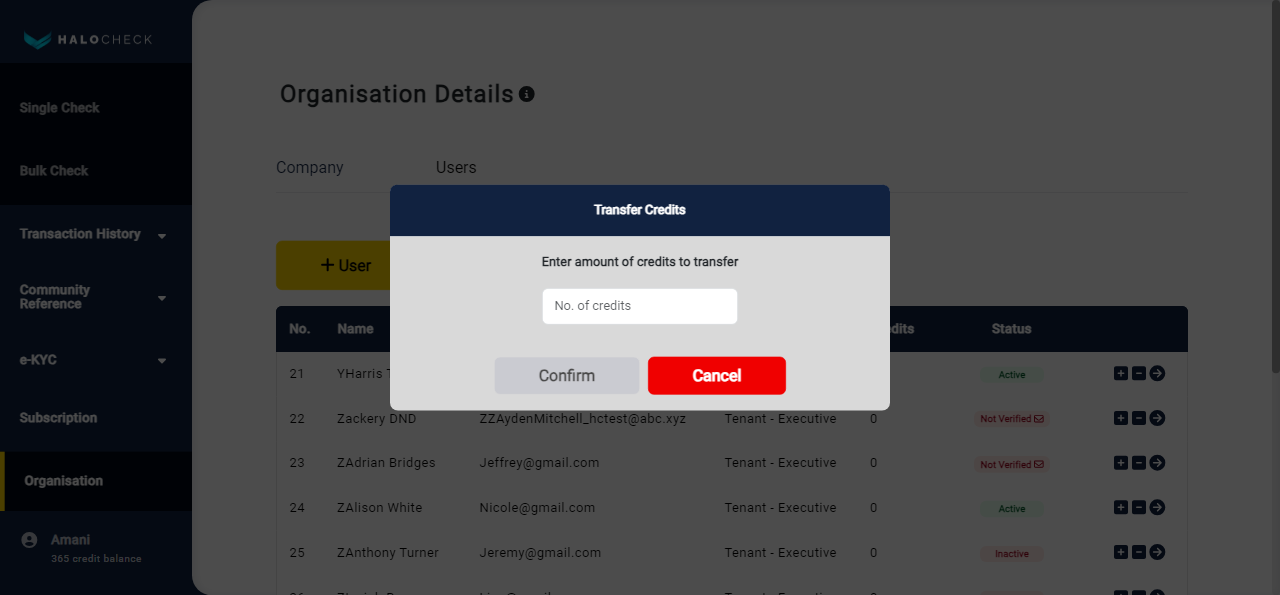 HALOCHECK
Single Check
Bulk Check
Transaction History
Community
Reference
e-KYC
Subscription
Organisation
Amani
365 credit balance
Organisation Details
Company Users
+ User
Transfer Credits
Enter amount of credits to transfer
No. of credits
Confirm Cancel
No. Name Status
21 YHarris Active
22 Zackery DND ZZAydenMitchell_hctest@abc.xyz Tenant - Executive 0 Not Verified
23 ZAdrian Bridges Jeffrey@gmail.com Tenant - Executive 0 Not Verified
24 ZAlison White Nicole@gmail.com Tenant - Executive 0 Active
25 ZAnthony Turner Jeremy@gmail.com Tenant - Executive 0 Inactive